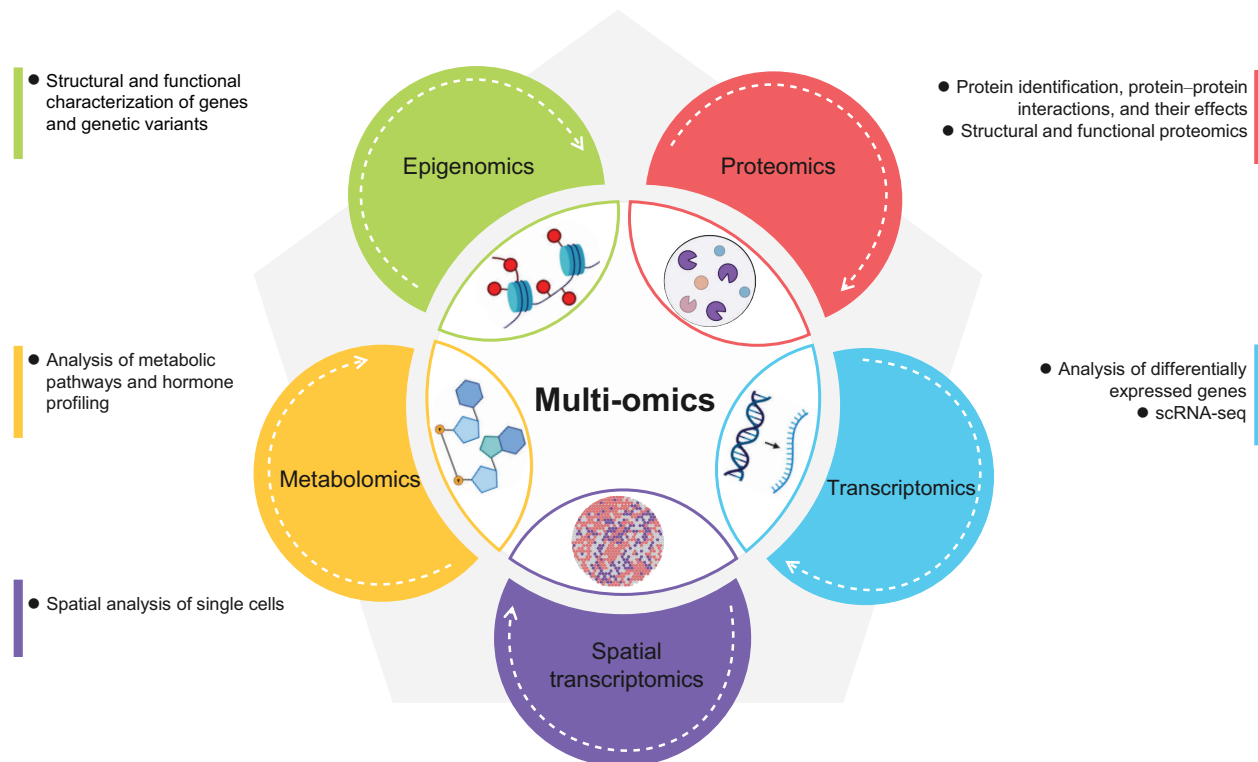 ● Structural and functional
characterization of genes
and genetic variants
● Protein identification, protein–protein
interactions, and their effects
● Structural and functional proteomics
Epigenomics
Proteomics
● Analysis of metabolic
pathways and hormone
profiling
● Analysis of differentially
expressed genes
● scRNA-seq
Multi-omics
Metabolomics
Transcriptomics
● Spatial analysis of single cells
Spatial
transcriptomics